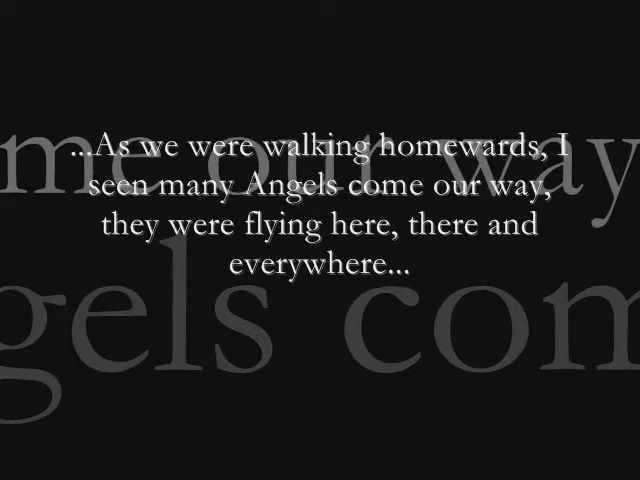 ...As we were walking homewards, I
seen many Angels come our way,
they were flying here, there and
everywhere...
me our way
gels com